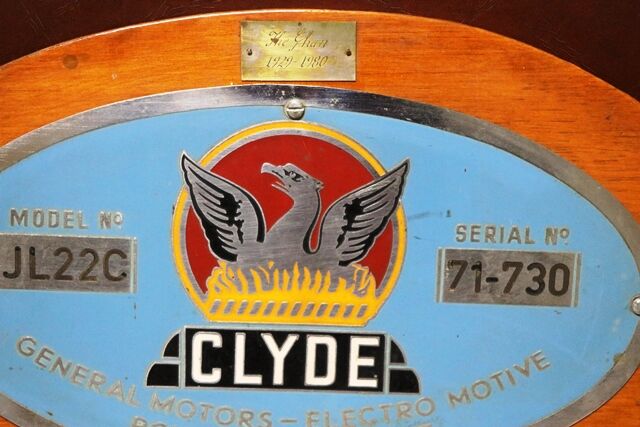 The Ghan
1929-1980
MODEL Nº
JL22C
SERIAL Nº
71-730
CLYDE
GENERAL MOTORS - ELECTRO MOTIVE